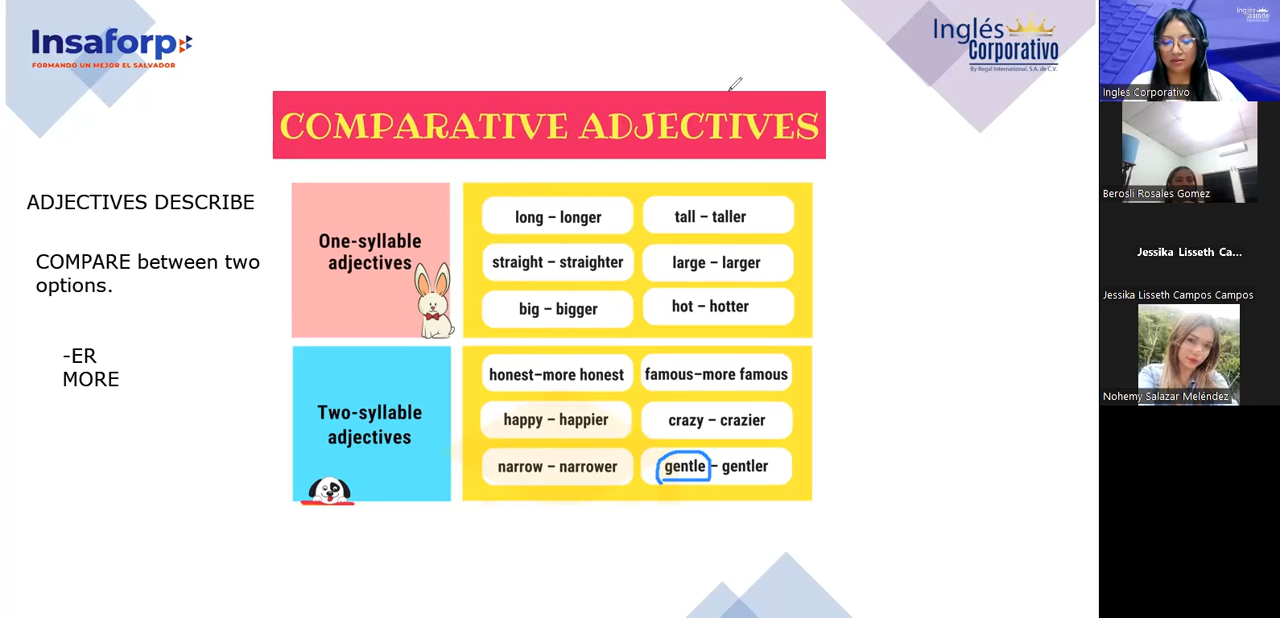 Insaforp
FORMANDO UN MEJOR EL SALVADOR
Inglés
Corporativo
By Regal International, S.A. de C.V.
COMPARATIVE ADJECTIVES
ADJECTIVES DESCRIBE
COMPARE between two
options.
-ER
MORE
One-syllable
adjectives
long – longer
tall – taller
straight – straighter
large – larger
big – bigger
hot – hotter
Two-syllable
adjectives
honest–more honest
famous–more famous
happy – happier
crazy – crazier
narrow – narrower
gentle – gentler
Ingles Corporativo
Berosli Rosales Gomez
Jessika Lisseth Ca...
Jessika Lisseth Campos Campos
Nohemy Salazar Meléndez